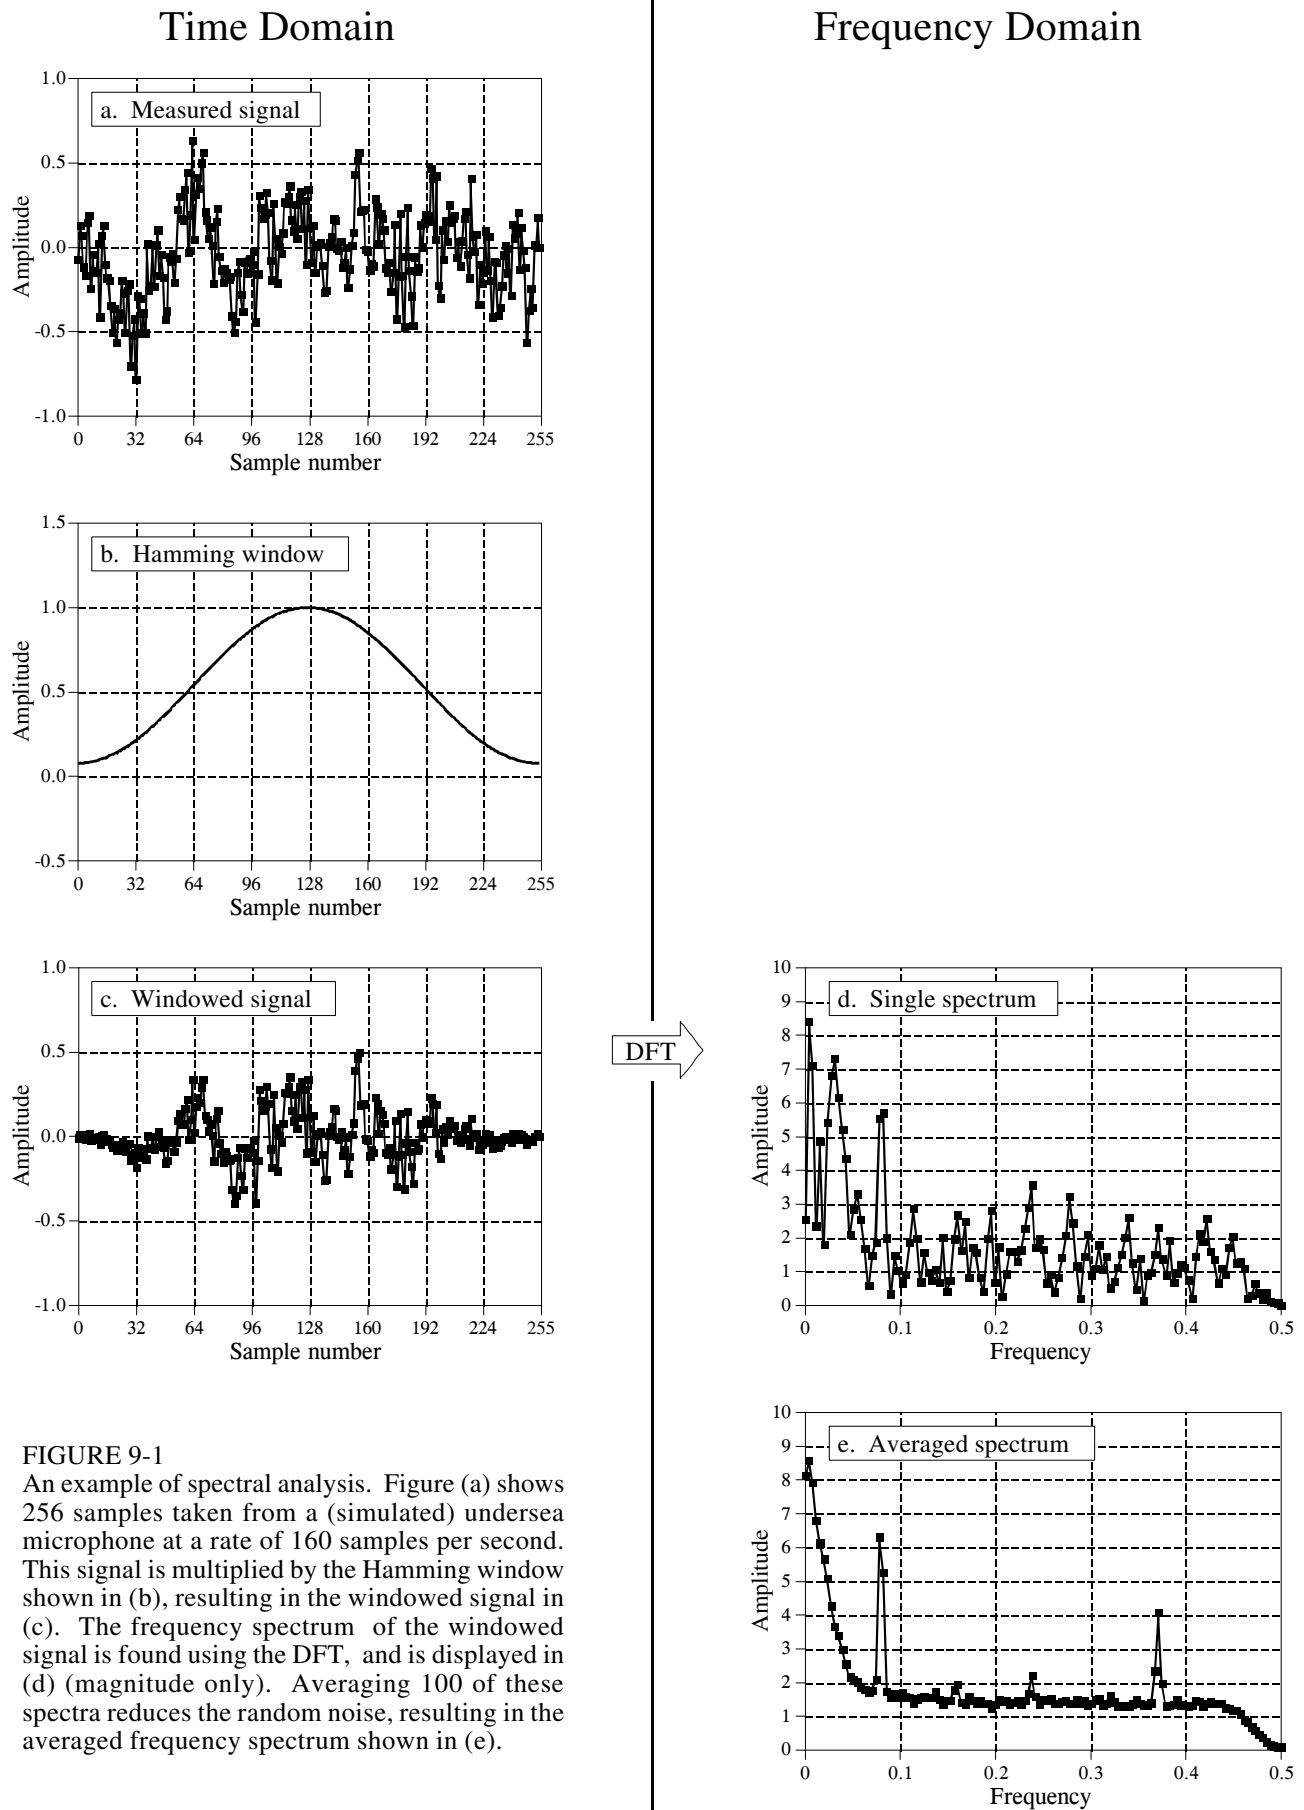 Time Domain
Frequency Domain
1.0
0.5
0.0
-0.5
-1.0
Amplitude
a. Measured signal
0 32 64 96 128 160 192 224 255
Sample number
1.5
1.0
0.5
0.0
-0.5
Amplitude
b. Hamming window
0 32 64 96 128 160 192 224 255
Sample number
1.0
0.5
0.0
-0.5
-1.0
Amplitude
c. Windowed signal
0 32 64 96 128 160 192 224 255
Sample number
DFT
10
9
8
7
6
5
4
3
2
1
0
Amplitude
d. Single spectrum
0 0.1 0.2 0.3 0.4 0.5
Frequency
10
9
8
7
6
5
4
3
2
1
0
Amplitude
e. Averaged spectrum
0 0.1 0.2 0.3 0.4 0.5
Frequency
FIGURE 9-1
An example of spectral analysis. Figure (a) shows
256 samples taken from a (simulated) undersea
microphone at a rate of 160 samples per second.
This signal is multiplied by the Hamming window
shown in (b), resulting in the windowed signal in
(c). The frequency spectrum of the windowed
signal is found using the DFT, and is displayed in
(d) (magnitude only). Averaging 100 of these
spectra reduces the random noise, resulting in the
averaged frequency spectrum shown in (e).